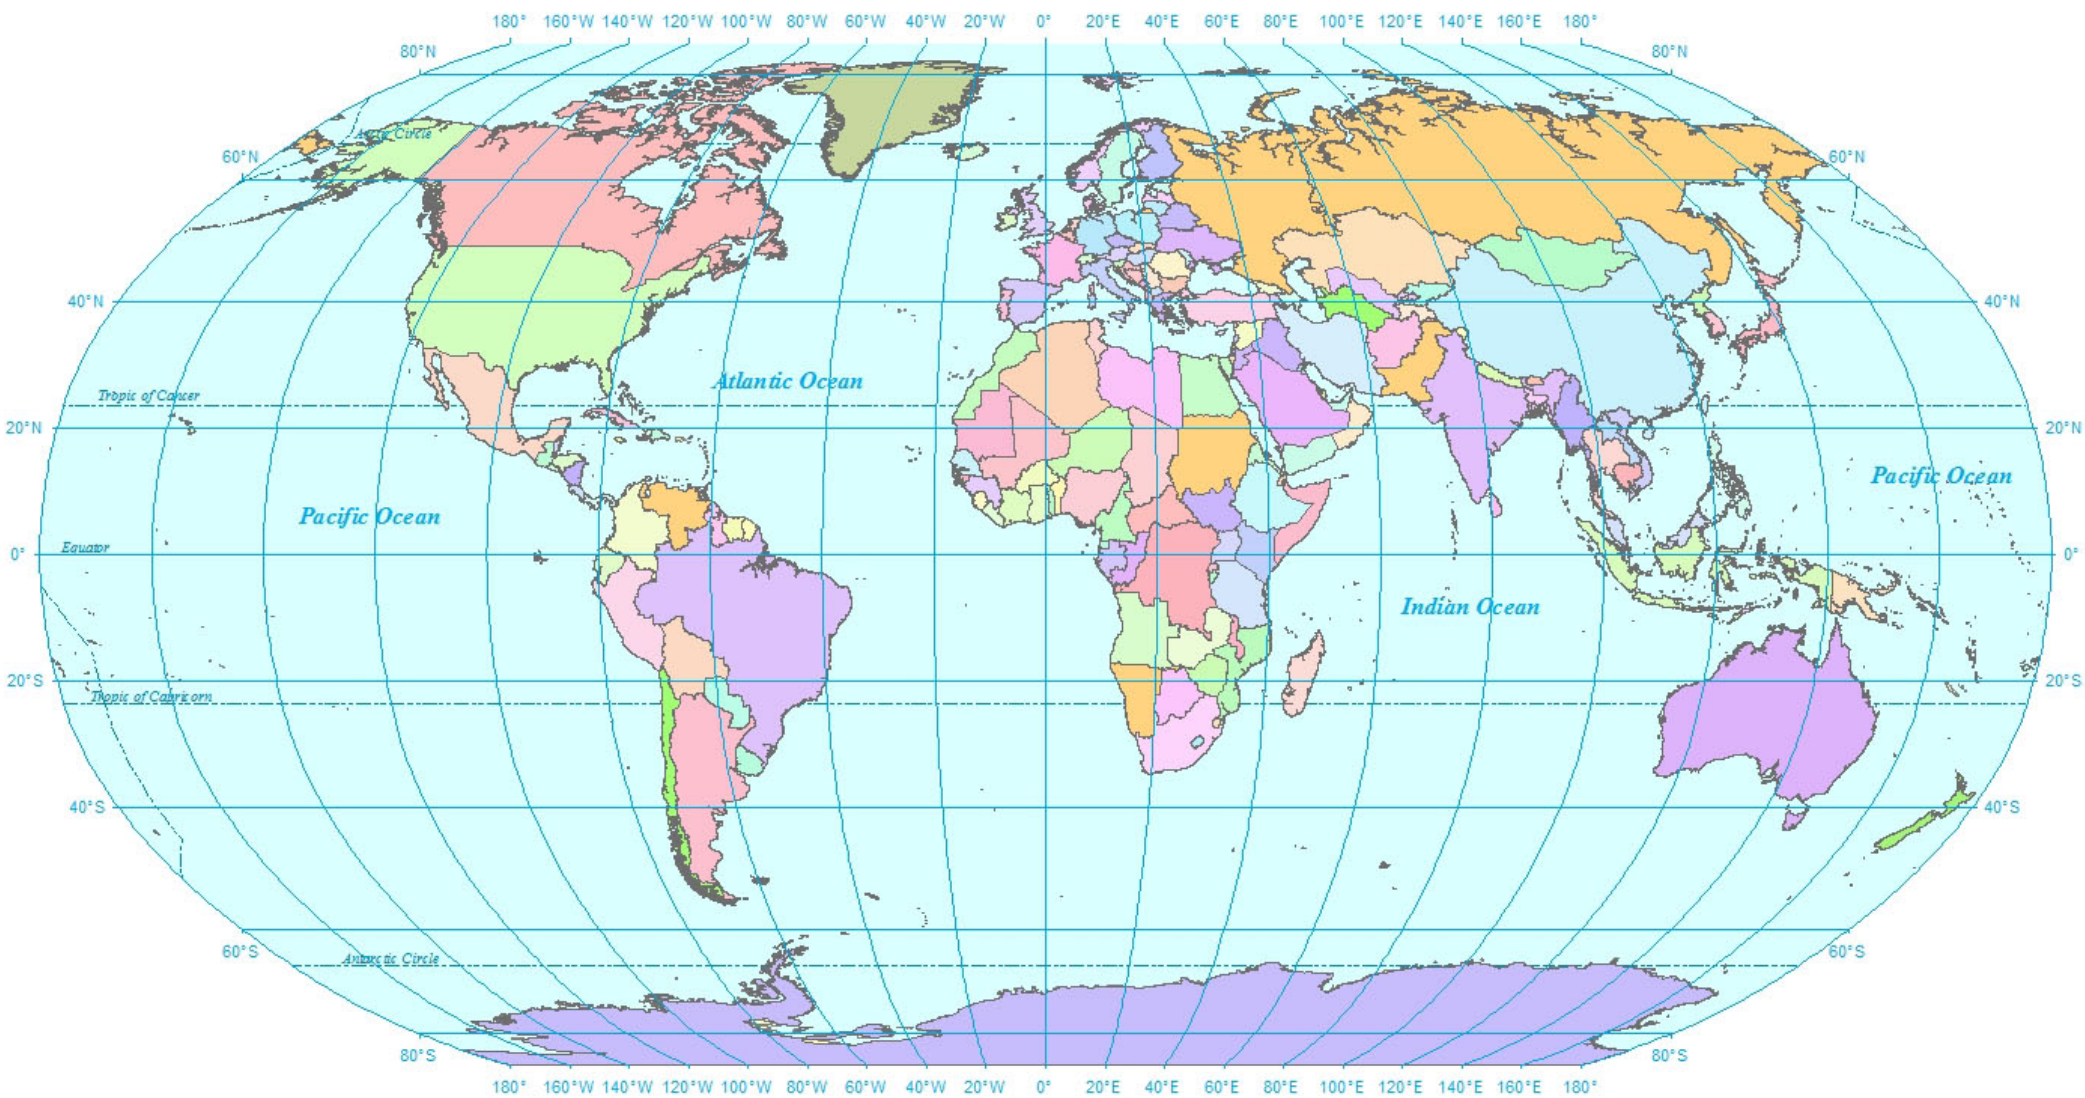 180° 160°W 140°W 120°W 100°W 80°W 60°W 40°W 20°W 0° 20°E 40°E 60°E 80°E 100°E 120°E 140°E 160°E 180°
80°N 80°N
Arctic Circle
60°N 60°N
40°N 40°N
Atlantic Ocean
Tropic of Cancer
20°N 20°N
Pacific Ocean
Pacific Ocean
Equator
0° 0°
Indian Ocean
20°S 20°S
Tropic of Capricorn
40°S 40°S
60°S 60°S
Antarctic Circle
80°S 80°S
180° 160°W 140°W 120°W 100°W 80°W 60°W 40°W 20°W 0° 20°E 40°E 60°E 80°E 100°E 120°E 140°E 160°E 180°